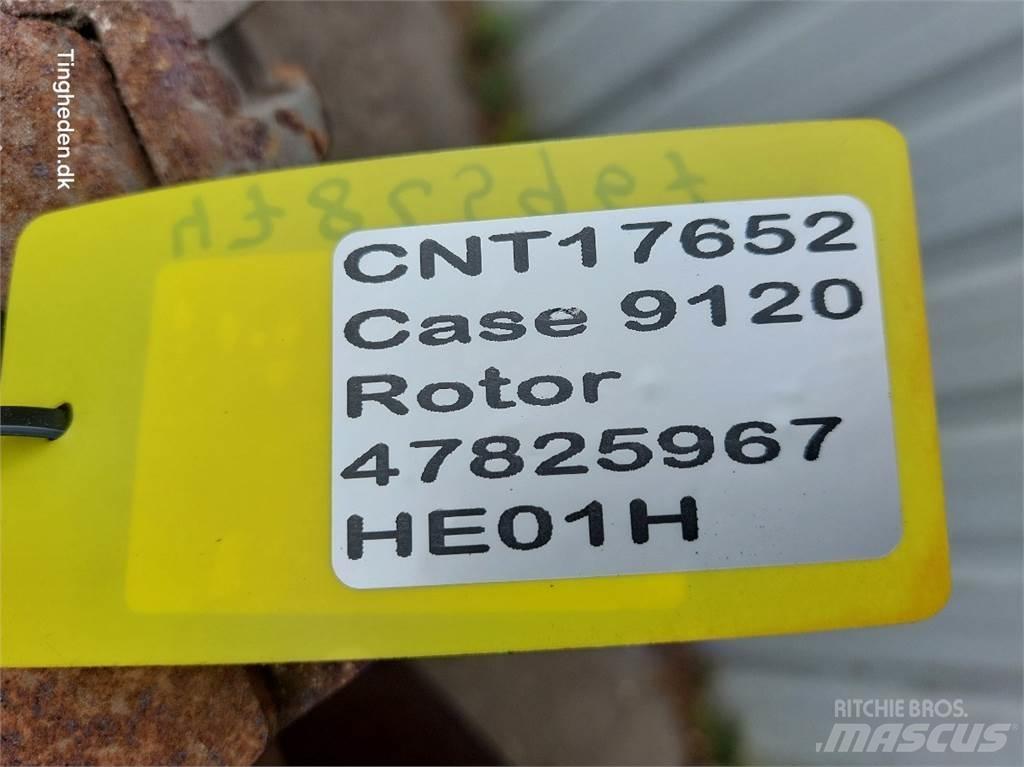 Tingheden.dk
CNT17652
Case 9120
Rotor
47825967
HE01H
RITCHIE BROS.
MASCUS